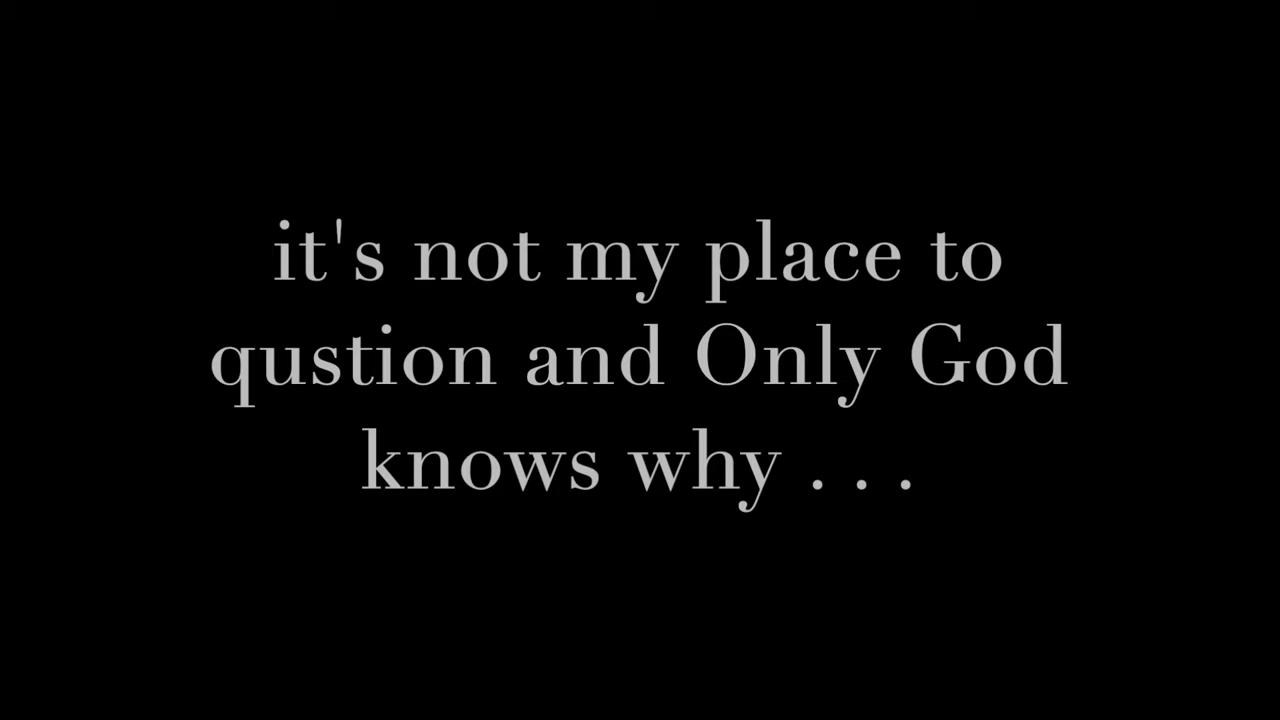 it's not my place to
qustion and Only God
knows why . . .